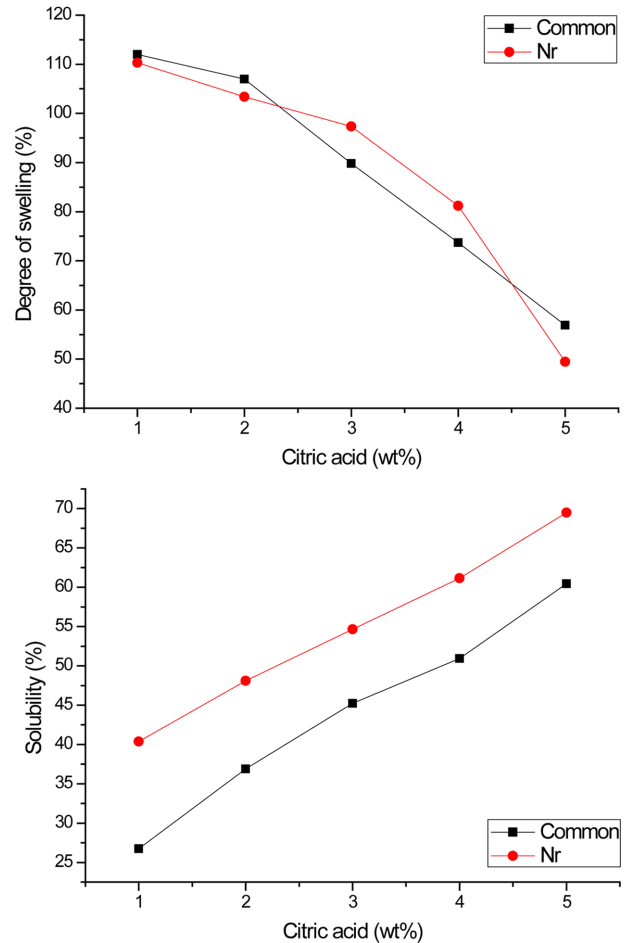 Common
Nr
Degree of swelling (%)
120
110
100
90
80
70
60
50
40
1 2 3 4 5
Citric acid (wt%)
Solubility (%)
70
65
60
55
50
45
40
35
30
25
Common
Nr
1 2 3 4 5
Citric acid (wt%)